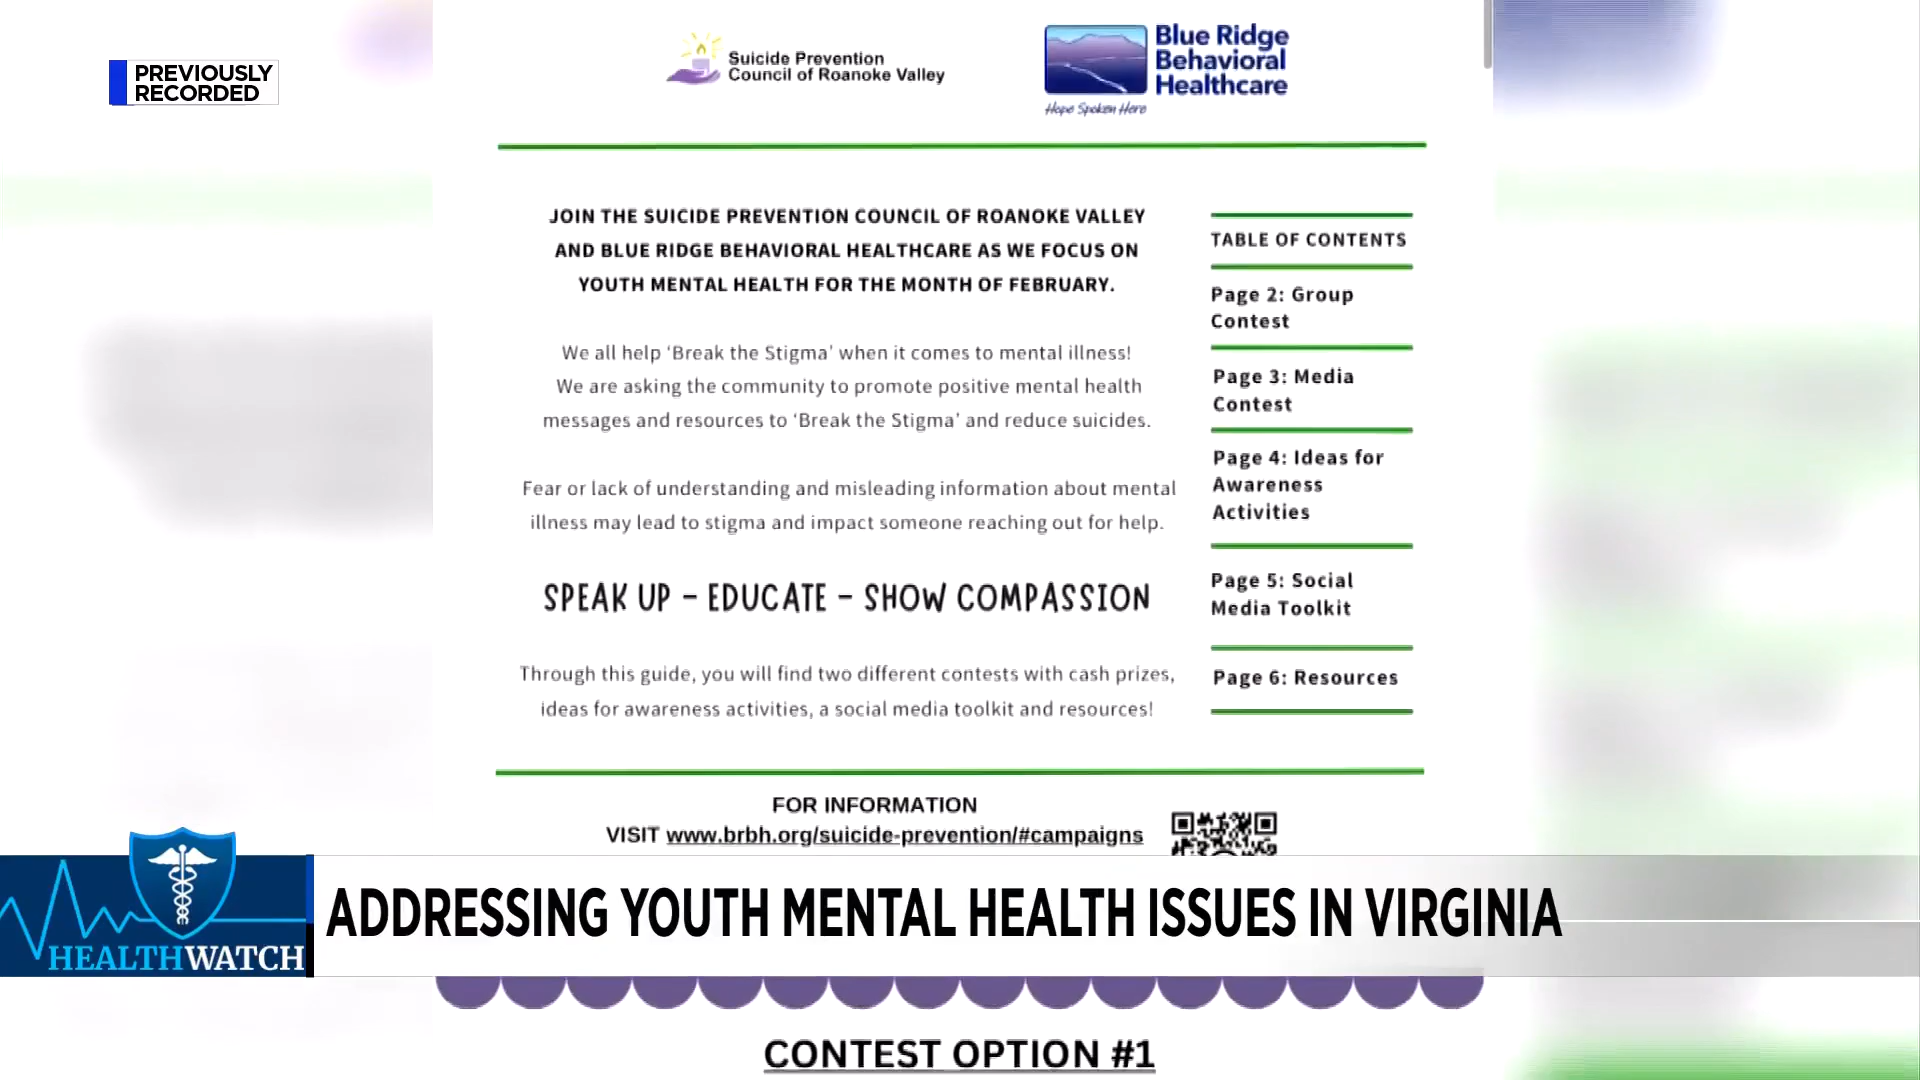 PREVIOUSLY
RECORDED
Suicide Prevention
Council of Roanoke Valley
Blue Ridge
Behavioral
Healthcare
Hope Spoken Here
JOIN THE SUICIDE PREVENTION COUNCIL OF ROANOKE VALLEY
AND BLUE RIDGE BEHAVIORAL HEALTHCARE AS WE FOCUS ON
YOUTH MENTAL HEALTH FOR THE MONTH OF FEBRUARY.
We all help ‘Break the Stigma’ when it comes to mental illness!
We are asking the community to promote positive mental health
messages and resources to ‘Break the Stigma’ and reduce suicides.
Fear or lack of understanding and misleading information about mental
illness may lead to stigma and impact someone reaching out for help.
SPEAK UP - EDUCATE - SHOW COMPASSION
Through this guide, you will find two different contests with cash prizes,
ideas for awareness activities, a social media toolkit and resources!
TABLE OF CONTENTS
Page 2: Group
Contest
Page 3: Media
Contest
Page 4: Ideas for
Awareness
Activities
Page 5: Social
Media Toolkit
Page 6: Resources
FOR INFORMATION
VISIT www.brbh.org/suicide-prevention/#campaigns
HEALTHWATCH
ADDRESSING YOUTH MENTAL HEALTH ISSUES IN VIRGINIA
CONTEST OPTION #1